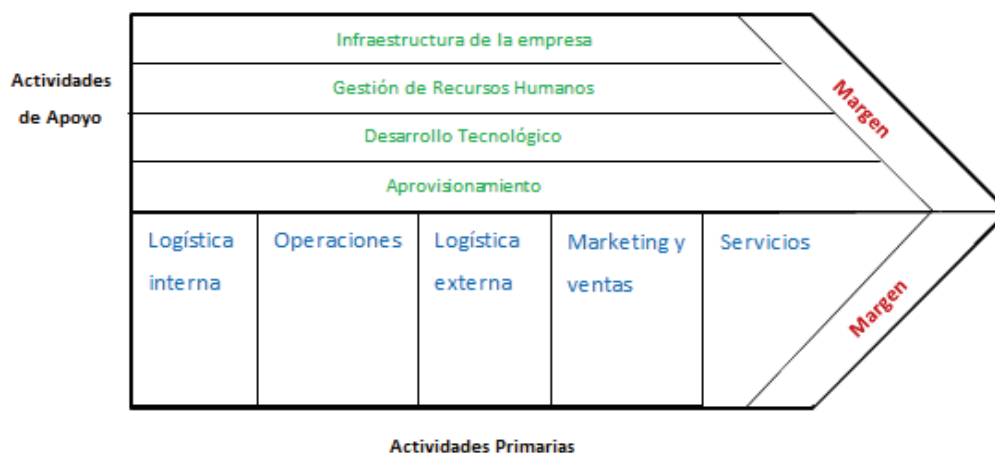 Infraestructura de la empresa
Actividades
de Apoyo
Gestión de Recursos Humanos
Desarrollo Tecnológico
Aprovisionamiento
Margen
Logística
interna
Operaciones
Logística
externa
Marketing y
ventas
Servicios
Margen
Actividades Primarias